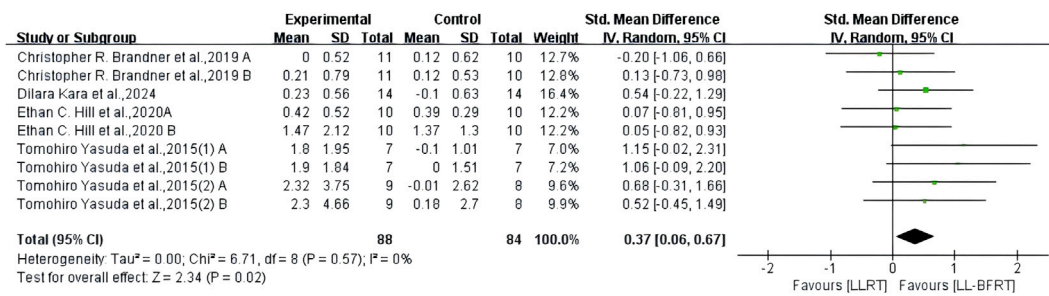 Experimental Control Std. Mean Difference Std. Mean Difference
Study or Subgroup Mean SD Total Mean SD Total Weight IV, Random, 95% CI IV, Random, 95% CI
Christopher R. Brandner et al.,2019 A 0 0.52 11 0.12 0.62 10 12.7% -0.20 [-1.06, 0.66]
Christopher R. Brandner et al.,2019 B 0.21 0.79 11 0.12 0.53 10 12.8% 0.13 [-0.73, 0.98]
Dilara Kara et al.,2024 0.23 0.56 14 -0.1 0.63 14 16.4% 0.54 [-0.22, 1.29]
Ethan C. Hill et al.,2020A 0.42 0.52 10 0.39 0.29 10 12.2% 0.07 [-0.81, 0.95]
Ethan C. Hill et al.,2020 B 1.47 2.12 10 1.37 1.3 10 12.2% 0.05 [-0.82, 0.93]
Tomohiro Yasuda et al.,2015(1) A 1.8 1.95 7 -0.1 1.01 7 7.0% 1.15 [-0.02, 2.31]
Tomohiro Yasuda et al.,2015(1) B 1.9 1.84 7 0 1.51 7 7.2% 1.06 [-0.09, 2.20]
Tomohiro Yasuda et al.,2015(2) A 2.32 3.75 9 -0.01 2.62 8 9.6% 0.68 [-0.31, 1.66]
Tomohiro Yasuda et al.,2015(2) B 2.3 4.66 9 0.18 2.7 8 9.9% 0.52 [-0.45, 1.49]
Total (95% CI) 88 84 100.0% 0.37 [0.06, 0.67]
Heterogeneity: Tau² = 0.00; Chi² = 6.71, df = 8 (P = 0.57); I² = 0%
Test for overall effect: Z = 2.34 (P = 0.02)
-2 -1 0 1 2
Favours [LLRT] Favours [LL-BFRT]